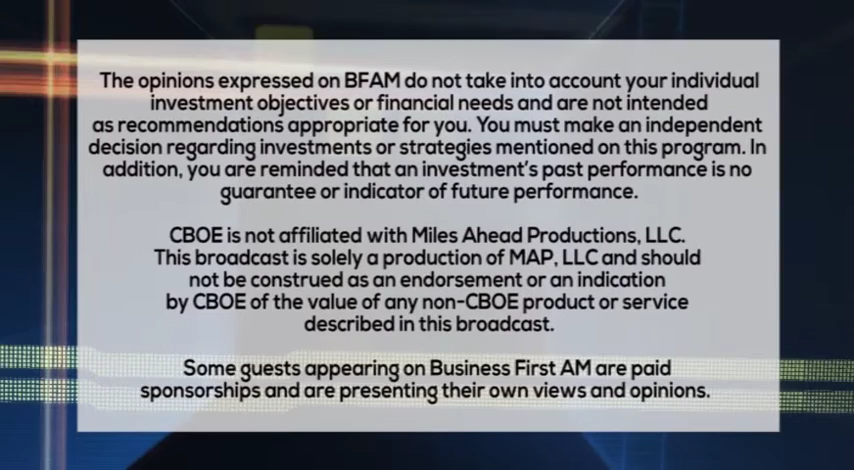 The opinions expressed on BFAM do not take into account your individual
investment objectives or financial needs and are not intended
as recommendations appropriate for you. You must make an independent
decision regarding investments or strategies mentioned on this program. In
addition, you are reminded that an investment's past performance is no
guarantee or indicator of future performance.
CBOE is not affiliated with Miles Ahead Productions, LLC.
This broadcast is solely a production of MAP, LLC and should
not be construed as an endorsement or an indication
by CBOE of the value of any non-CBOE product or service
described in this broadcast.
Some guests appearing on Business First AM are paid
sponsorships and are presenting their own views and opinions.